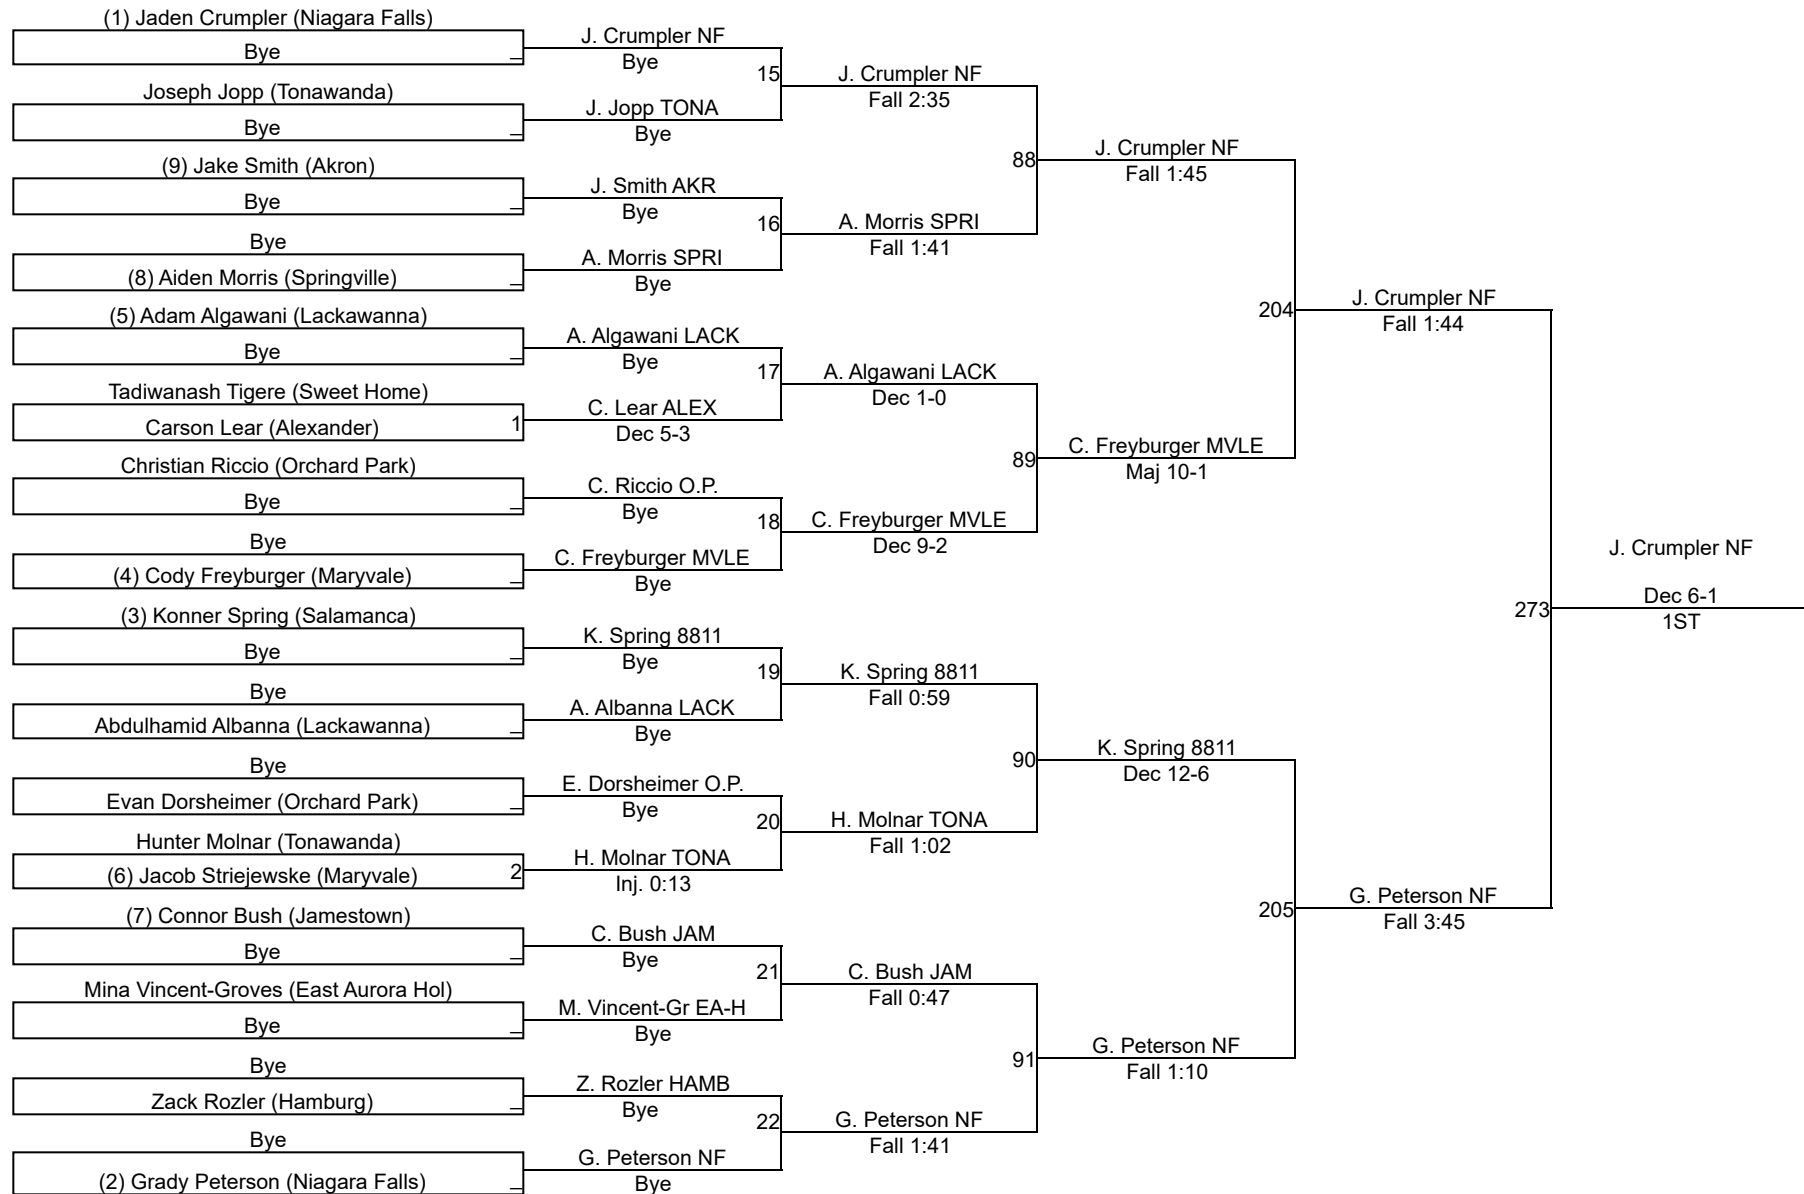 (1) Jaden Crumpler (Niagara Falls)
Bye _
Joseph Jopp (Tonawanda)
Bye _
(9) Jake Smith (Akron)
Bye _
Bye
(8) Aiden Morris (Springville) _
(5) Adam Algawani (Lackawanna)
Bye _
Tadiwanash Tigere (Sweet Home)
Carson Lear (Alexander) 1
Christian Riccio (Orchard Park)
Bye _
Bye
(4) Cody Freyburger (Maryvale) _
(3) Konner Spring (Salamanca)
Bye _
Bye
Abdulhamid Albanna (Lackawanna) _
Bye
Evan Dorsheimer (Orchard Park) _
Hunter Molnar (Tonawanda)
(6) Jacob Striejewske (Maryvale) 2
(7) Connor Bush (Jamestown)
Bye _
Mina Vincent-Groves (East Aurora Hol)
Bye _
Bye
Zack Rozler (Hamburg) _
Bye
(2) Grady Peterson (Niagara Falls) _
J. Crumpler NF
Bye
15
J. Jopp TONA
Bye
J. Smith AKR
Bye
16
A. Morris SPRI
Bye
A. Algawani LACK
Bye
17
C. Lear ALEX
Dec 5-3
C. Riccio O.P.
Bye
18
C. Freyburger MVLE
Bye
K. Spring 8811
Bye
19
A. Albanna LACK
Bye
E. Dorsheimer O.P.
Bye
20
H. Molnar TONA
Inj. 0:13
C. Bush JAM
Bye
21
M. Vincent-Gr EA-H
Bye
Z. Rozler HAMB
Bye
22
G. Peterson NF
Bye
J. Crumpler NF
Fall 2:35
88
A. Morris SPRI
Fall 1:41
A. Algawani LACK
Dec 1-0
89
C. Freyburger MVLE
Dec 9-2
K. Spring 8811
Fall 0:59
90
H. Molnar TONA
Fall 1:02
C. Bush JAM
Fall 0:47
91
G. Peterson NF
Fall 1:41
J. Crumpler NF
Fall 1:45
204
C. Freyburger MVLE
Maj 10-1
K. Spring 8811
Dec 12-6
205
G. Peterson NF
Fall 1:10
J. Crumpler NF
Fall 1:44
273
G. Peterson NF
Fall 3:45
J. Crumpler NF
Dec 6-1
1ST